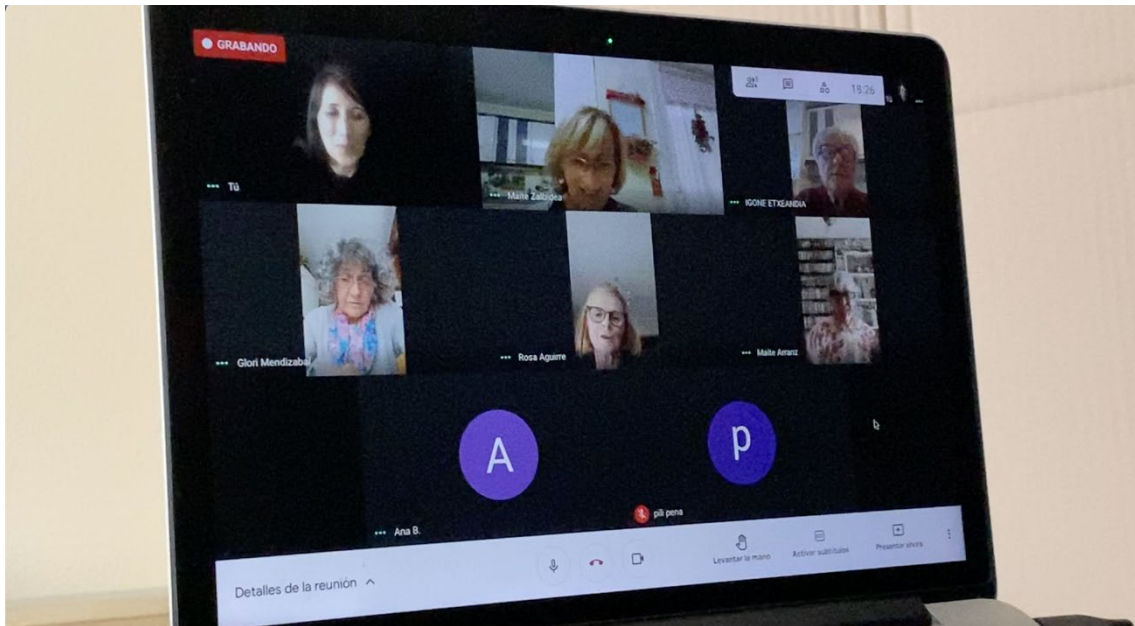 GRABANDO
18:26
Tú
Maite Zalbidea
IGONE ETXEANDIA
Glori Mendizabal
Rosa Aguirre
Maite Arranz
A
p
Ana B.
pili pena
Detalles de la reunión
Levantar la mano
Activar subtítulos
Presentar ahora